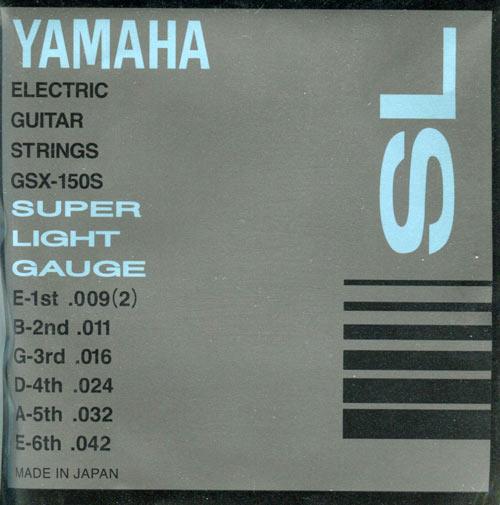 YAMAHA
ELECTRIC
GUITAR
STRINGS
GSX-150S
SUPER
LIGHT
GAUGE
SL
E-1st .009(2)
B-2nd .011
G-3rd .016
D-4th .024
A-5th .032
E-6th .042
MADE IN JAPAN